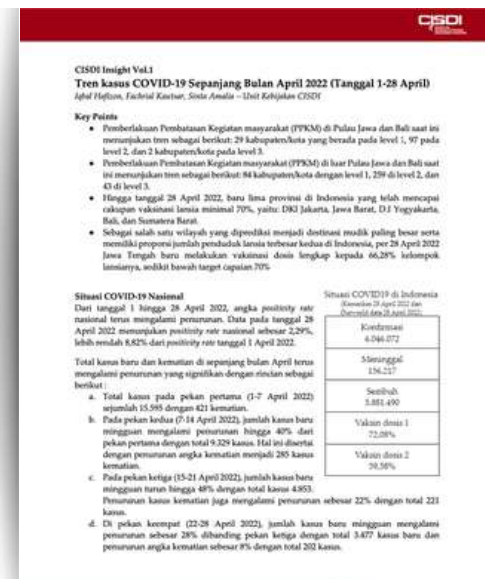 CISDI
CISDI Insight Vol.1
Tren kasus COVID-19 Sepanjang Bulan April 2022 (Tanggal 1-28 April)
Iqbal Hafizon, Fachrial Kautsar, Sinta Amalia – Unit Kebijakan CISDI
Key Points
● Pemberlakuan Pembatasan Kegiatan masyarakat (PPKM) di Pulau Jawa dan Bali saat ini
menunjukan tren sebagai berikut: 29 kabupaten/kota yang berada pada level 1, 97 pada
level 2, dan 2 kabupaten/kota pada level 3.
● Pemberlakuan Pembatasan Kegiatan masyarakat (PPKM) di luar Pulau Jawa dan Bali saat
ini menunjukan tren sebagai berikut: 84 kabupaten/kota dengan level 1, 259 di level 2, dan
43 di level 3.
● Hingga tanggal 28 April 2022, baru lima provinsi di Indonesia yang telah mencapai
cakupan vaksinasi lansia minimal 70%, yaitu: DKI Jakarta, Jawa Barat, D.I Yogyakarta,
Bali, dan Sumatera Barat.
● Sebagai salah satu wilayah yang diprediksi menjadi destinasi mudik paling besar serta
memiliki proporsi jumlah penduduk lansia terbesar kedua di Indonesia, per 28 April 2022
Jawa Tengah baru melakukan vaksinasi dosis lengkap kepada 66,28% kelompok
lansianya, sedikit bawah target capaian 70%
Situasi COVID-19 Nasional
Dari tanggal 1 hingga 28 April 2022, angka positivity rate
nasional terus mengalami penurunan. Data pada tanggal 28
April 2022 menunjukan positivity rate nasional sebesar 2,29%,
lebih rendah 8,82% dari positivity rate tanggal 1 April 2022.
Total kasus baru dan kematian di sepanjang bulan April terus
mengalami penurunan yang signifikan dengan rincian sebagai
berikut :
a. Total kasus pada pekan pertama (1-7 April 2022)
sejumlah 15.595 dengan 421 kematian.
b. Pada pekan kedua (7-14 April 2022), jumlah kasus baru
mingguan mengalami penurunan hingga 40% dari
pekan pertama dengan total 9.329 kasus. Hal ini disertai
dengan penurunan angka kematian menjadi 285 kasus
kematian.
c. Pada pekan ketiga (15-21 April 2022), jumlah kasus baru
mingguan turun hingga 48% dengan total kasus 4.853.
Penurunan kasus kematian juga mengalami penurunan sebesar 22% dengan total 221
kasus.
d. Di pekan keempat (22-28 April 2022), jumlah kasus baru mingguan mengalami
penurunan sebesar 28% dibanding pekan ketiga dengan total 3.477 kasus baru dan
penurunan angka kematian sebesar 8% dengan total 202 kasus.
Situasi COVID19 di Indonesia
Konfirmasi
6.046.072
Meninggal
156.217
Sembuh
5.881.490
Vaksin dosis 1
72,08%
Vaksin dosis 2
59,56%